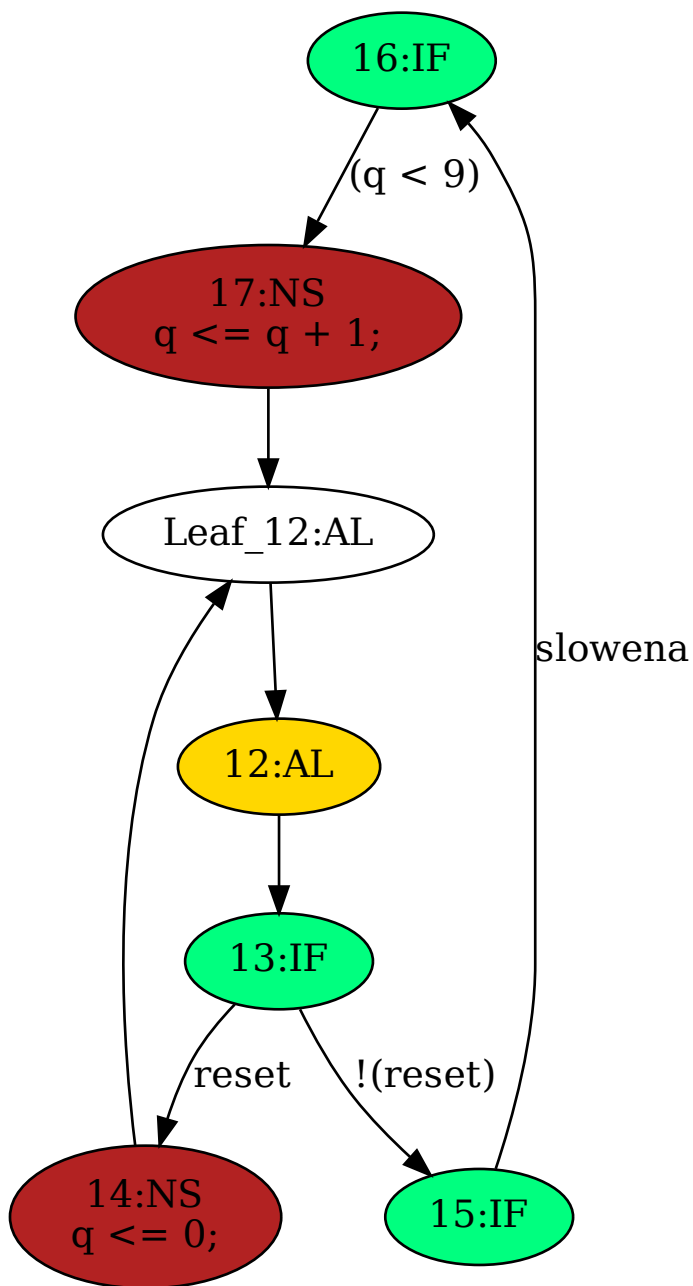 16:IF
(q < 9)
17:NS
q <= q + 1;
Leaf_12:AL
slowena
12:AL
13:IF
reset
!(reset)
14:NS
q <= 0;
15:IF